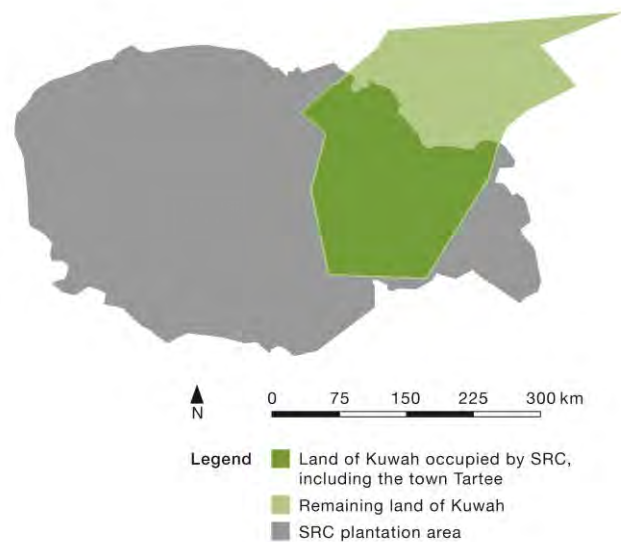 0 75 150 225 300 km
N
Legend
Land of Kuwah occupied by SRC,
including the town Tartee
Remaining land of Kuwah
SRC plantation area